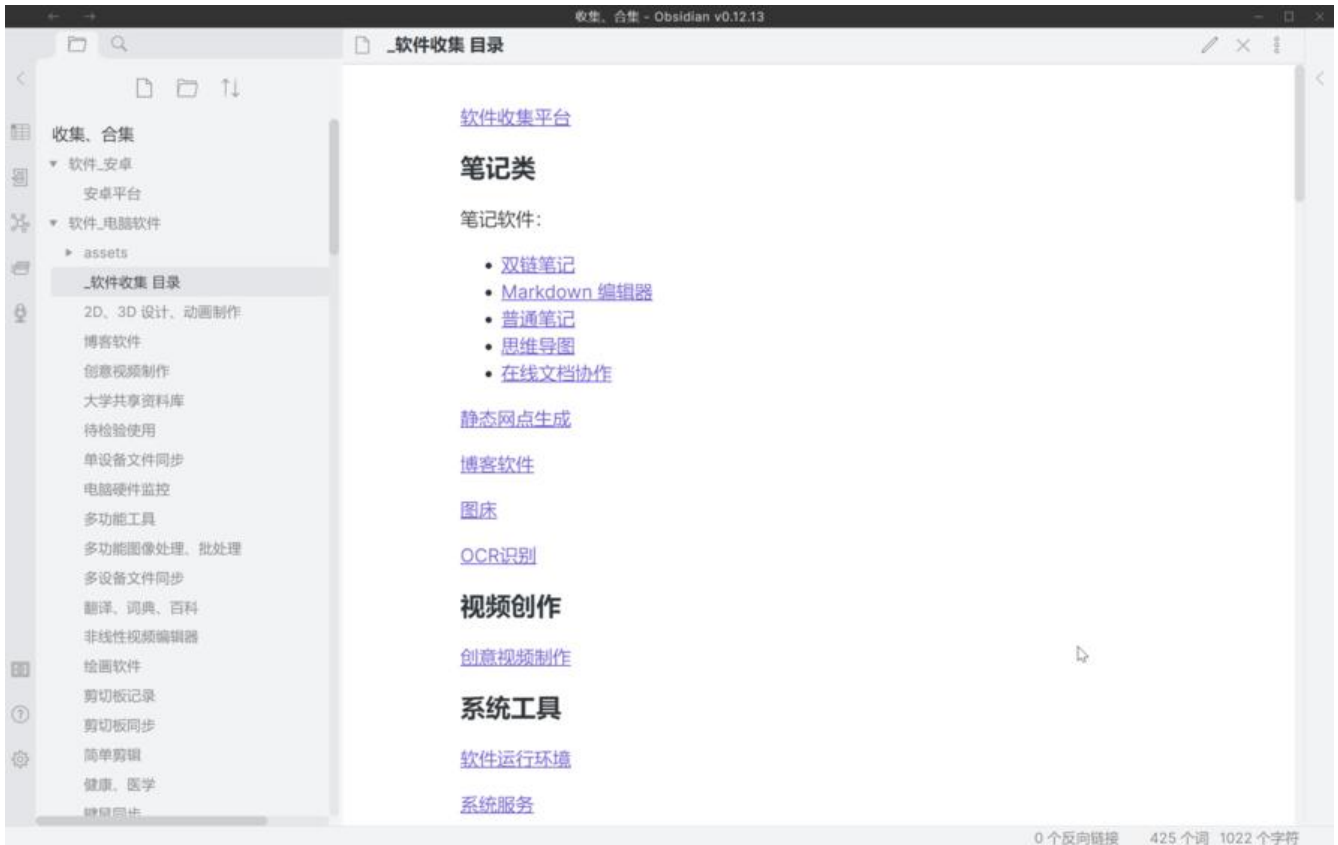 收集、合集 - Obsidian v0.12.13
_软件收集 目录
收集、合集
软件_安卓
安卓平台
软件_电脑软件
assets
_软件收集 目录
2D、3D 设计、动画制作
博客软件
创意视频制作
大学共享资料库
待检验使用
单设备文件同步
电脑硬件监控
多功能工具
多功能图像处理、批处理
多设备文件同步
翻译、词典、百科
非线性视频编辑器
绘画软件
剪切板记录
剪切板同步
简单剪辑
健康、医学
键鼠同步
软件收集平台
笔记类
笔记软件：
双链笔记
Markdown 编辑器
普通笔记
思维导图
在线文档协作
静态网点生成
博客软件
图床
OCR识别
视频创作
创意视频制作
系统工具
软件运行环境
系统服务
0 个反向链接 425 个词 1022 个字符